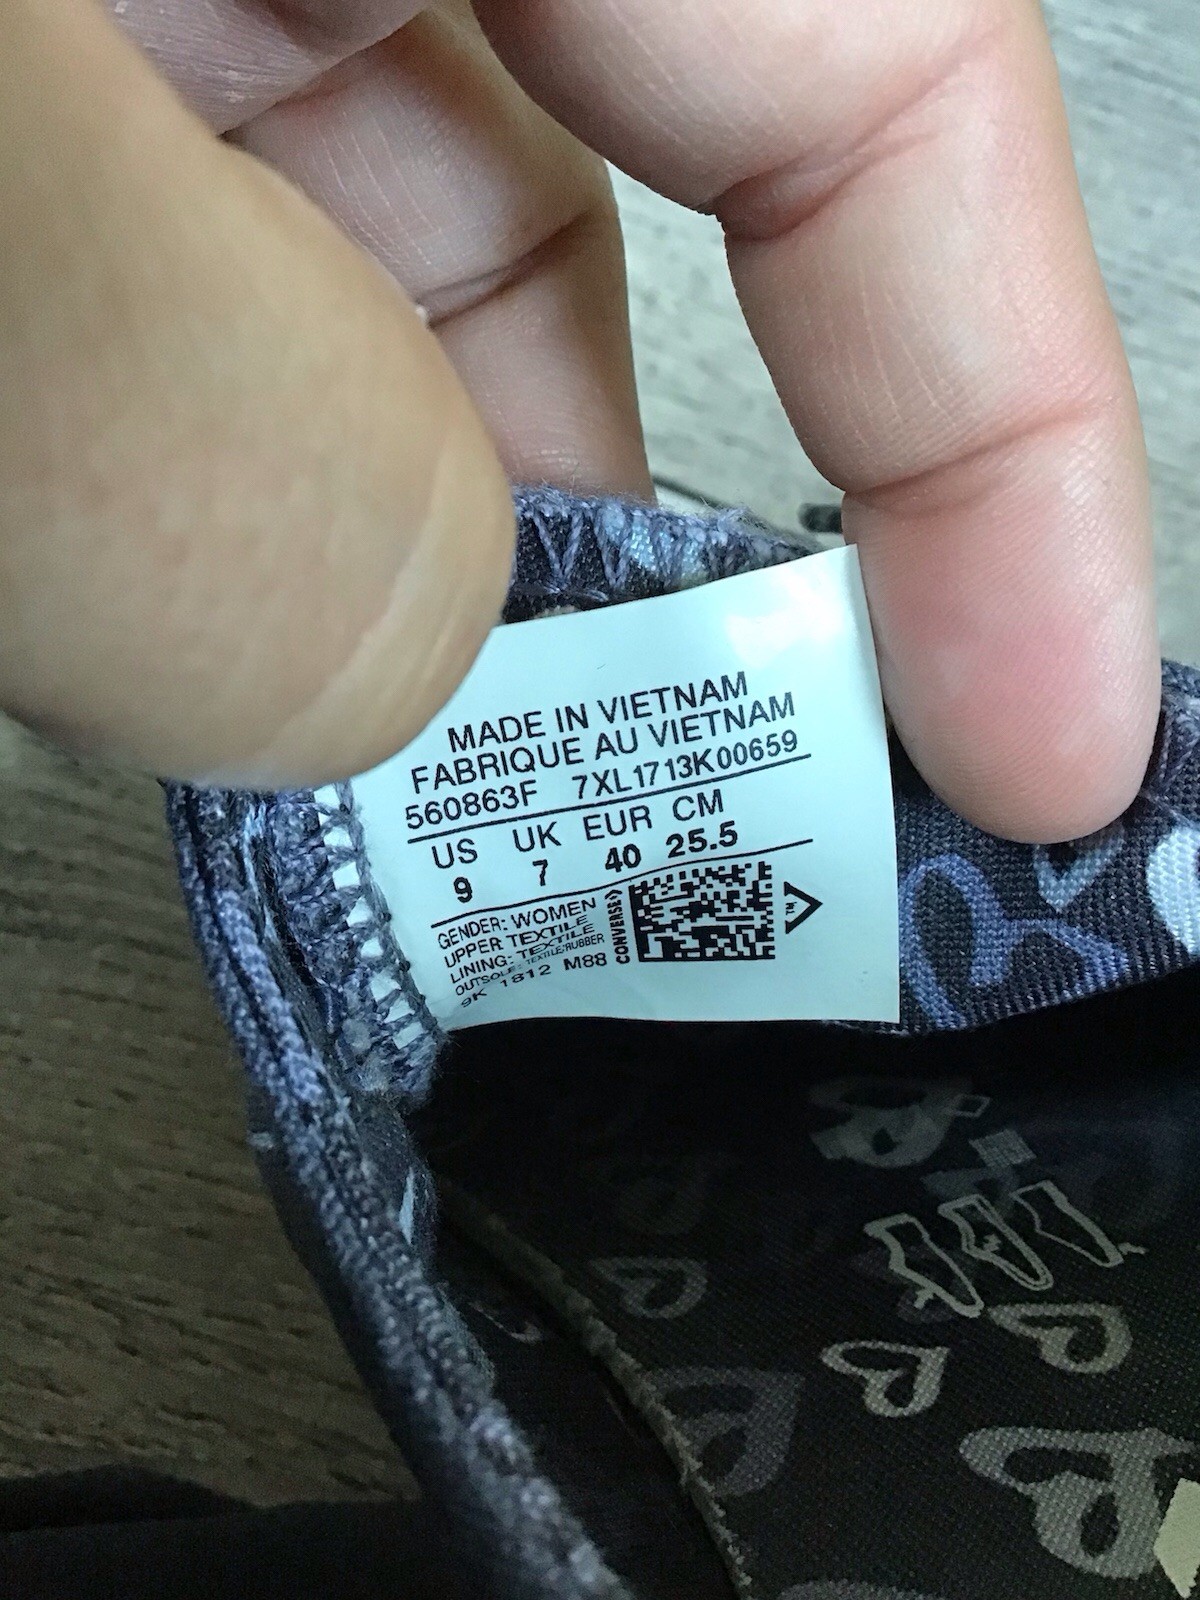 MADE IN VIETNAM
FABRIQUE AU VIETNAM
560863F 7XL1713K00659
US UK EUR CM
9 7 40 25.5
GENDER: WOMEN
UPPER: TEXTILE
LINING: TEXTILE
OUTSOLE: TEXTILE/RUBBER
9K 1812 M88
CONVERSE